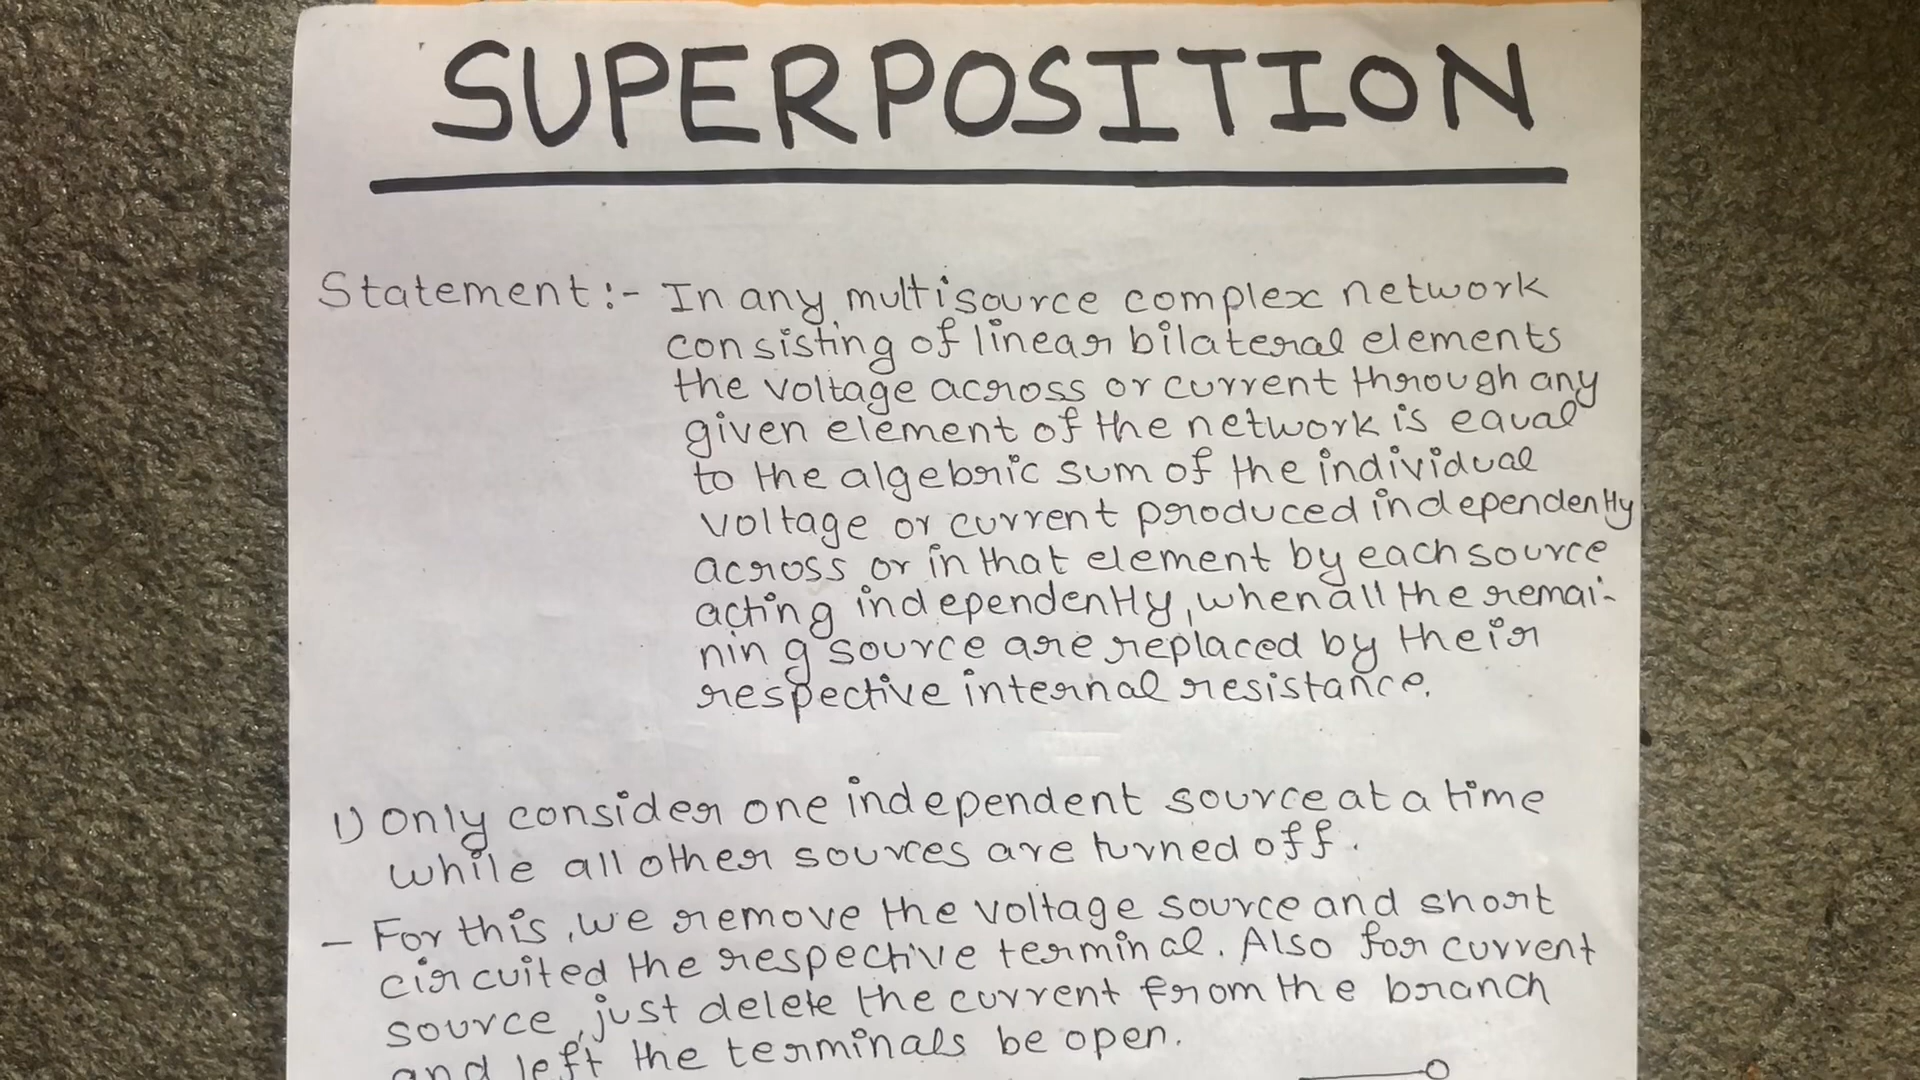 SUPERPOSITION
Statement :- In any multisource complex network
consisting of linear bilateral elements
the voltage across or current through any
given element of the network is equal
to the algebric sum of the individual
voltage or current produced independently
across or in that element by each source
acting independently, when all the remai-
ning source are replaced by their
respective internal resistance.
1) Only consider one independent source at a time
while all other sources are turned off.
- For this, we remove the voltage source and short
circuited the respective terminal. Also for current
source, just delete the current from the branch
and left the terminals be open.